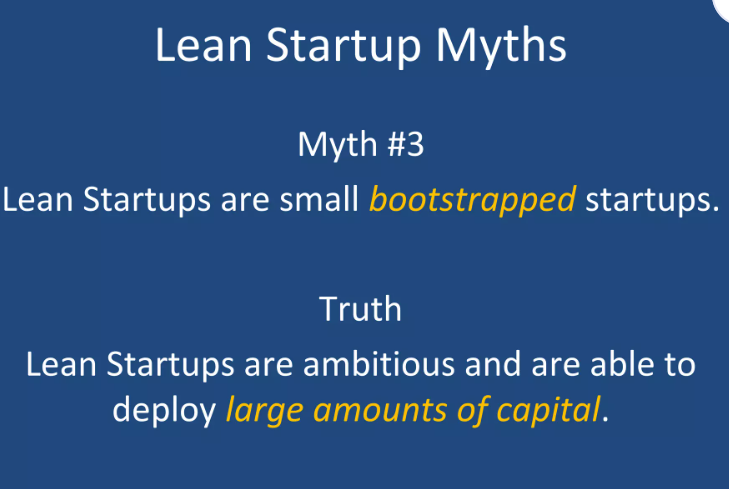 Lean Startup Myths
Myth #3
Lean Startups are small bootstrapped startups.
Truth
Lean Startups are ambitious and are able to
deploy large amounts of capital.